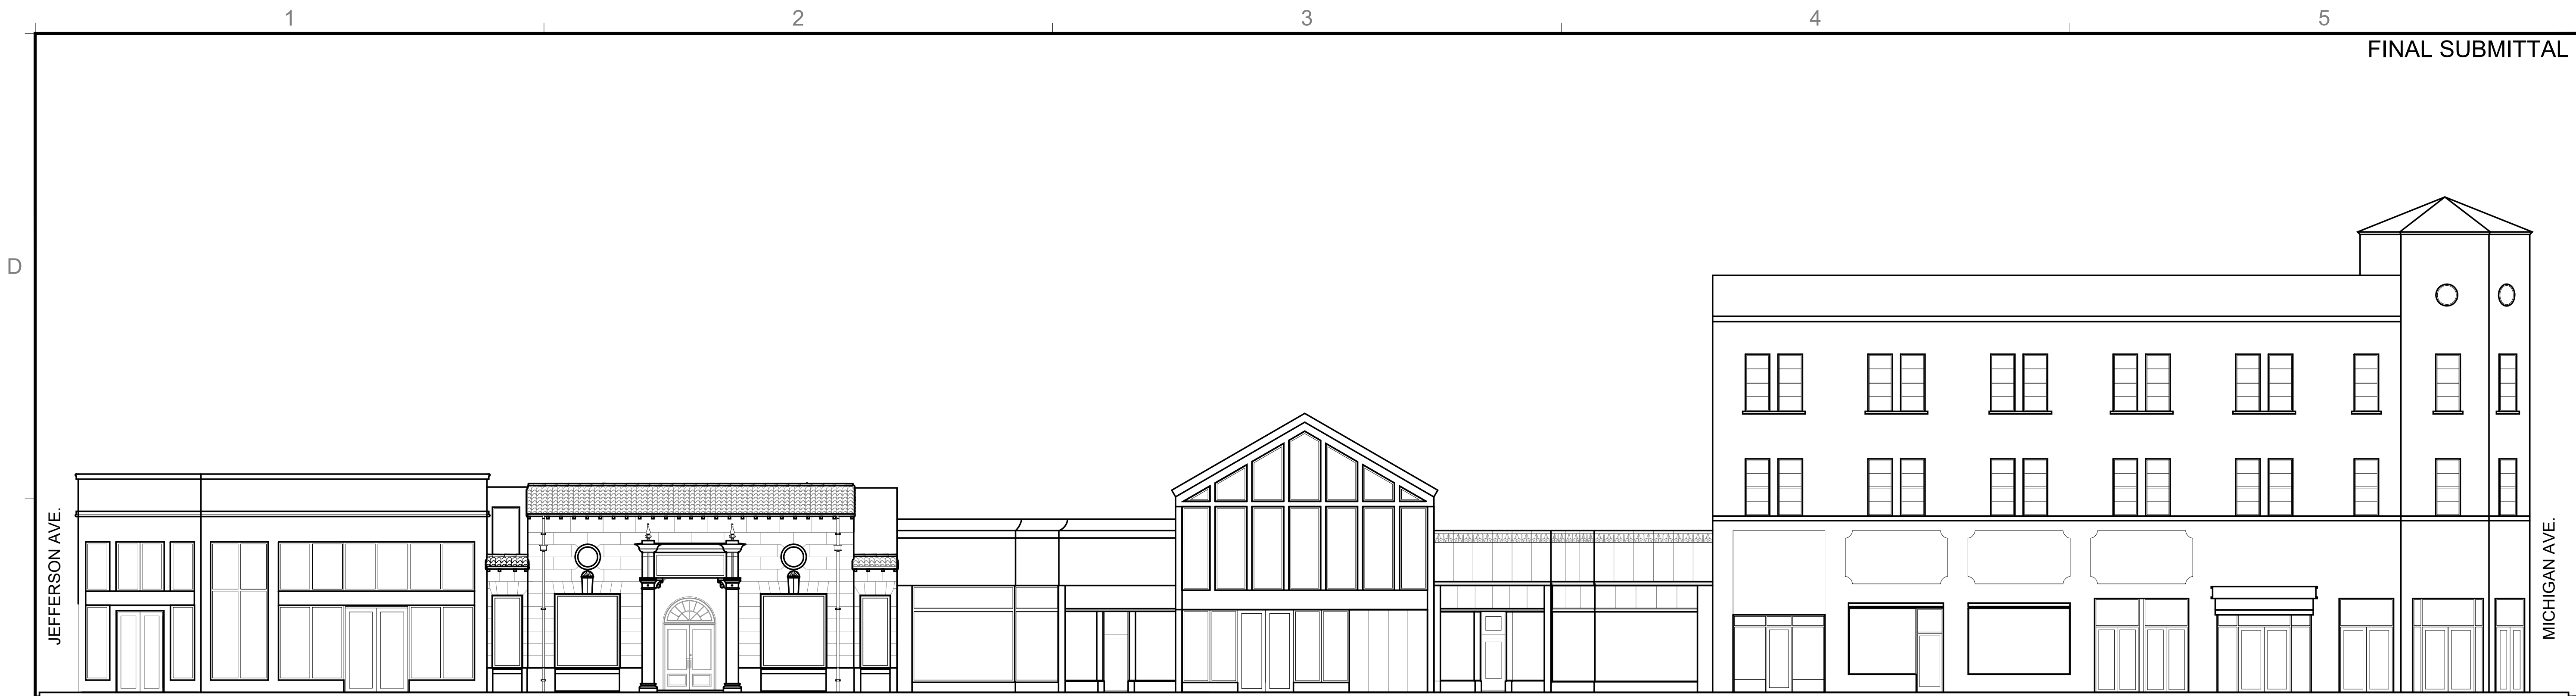 1 2 3 4 5
FINAL SUBMITTAL
D
JEFFERSON AVE.
MICHIGAN AVE.